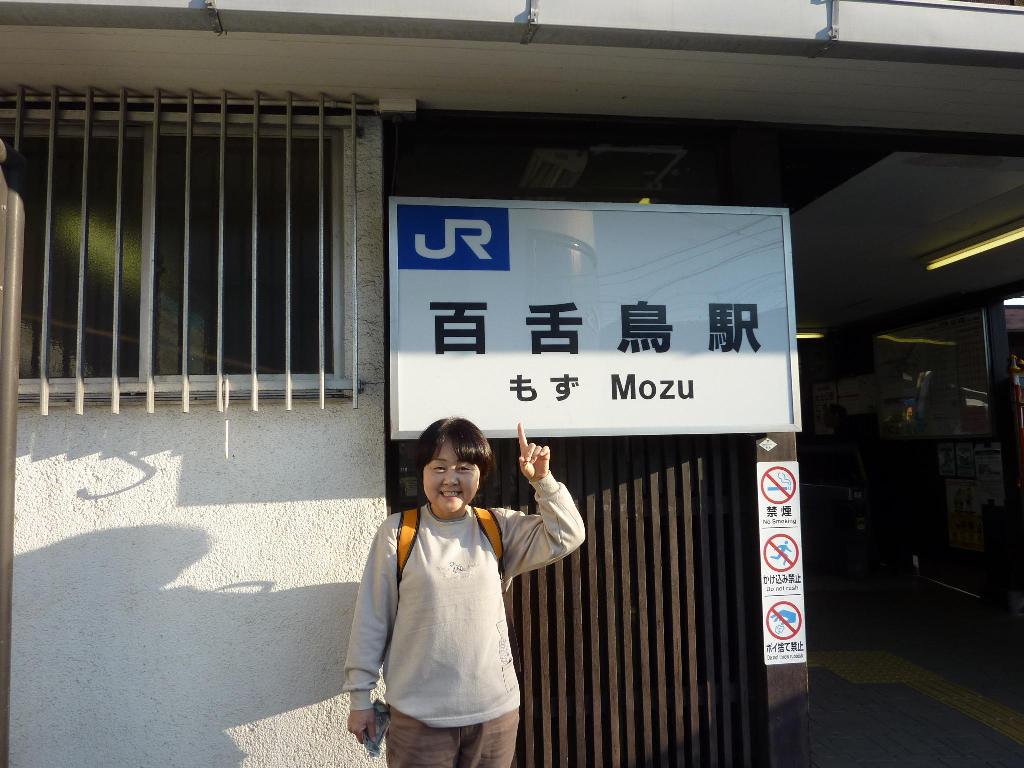 JR
百舌鳥駅
もず Mozu
禁煙
No Smoking
かけ込み禁止
Do not rush
ポイ捨て禁止